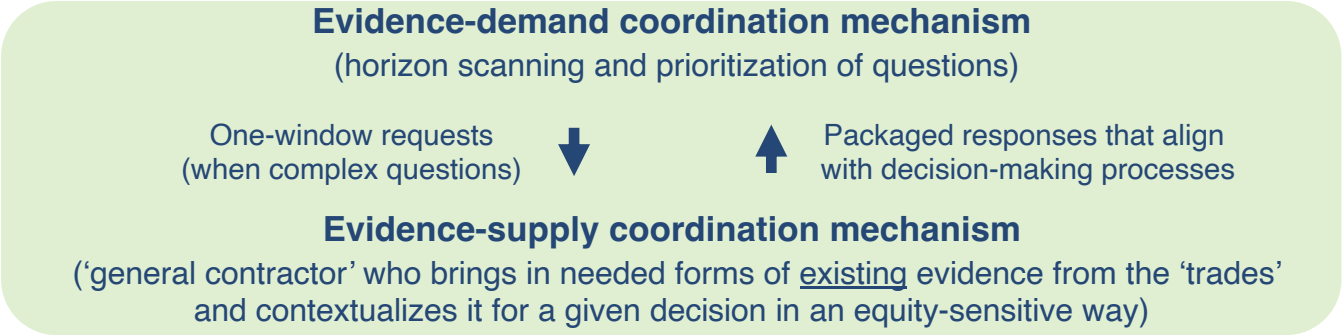 Evidence-demand coordination mechanism
(horizon scanning and prioritization of questions)
One-window requests
(when complex questions)
Packaged responses that align
with decision-making processes
Evidence-supply coordination mechanism
(‘general contractor’ who brings in needed forms of existing evidence from the ‘trades’
and contextualizes it for a given decision in an equity-sensitive way)